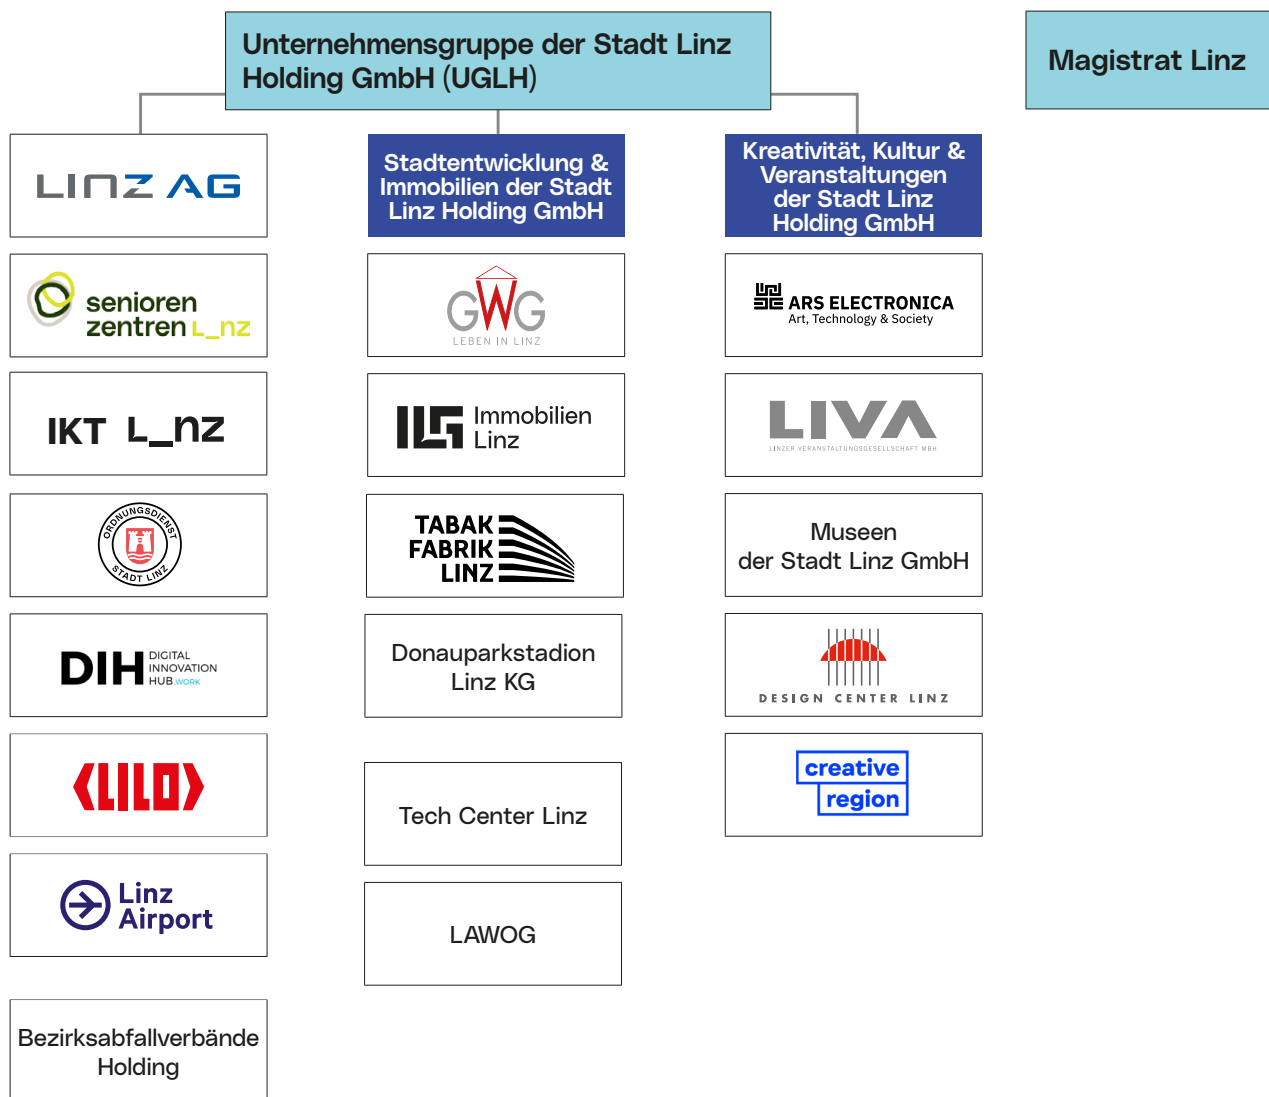 Unternehmensgruppe der Stadt Linz
Holding GmbH (UGLH)
Magistrat Linz
LINZ AG
senioren
zentren L_nz
IKT L_nz
ORDNUNGSDIENST
STADT LINZ
DIH DIGITAL
INNOVATION
HUB.WORK
LILO
Linz
Airport
Bezirksabfallverbände
Holding
Stadtentwicklung &
Immobilien der Stadt
Linz Holding GmbH
GWG
LEBEN IN LINZ
ILG Immobilien
Linz
TABAK
FABRIK
LINZ
Donauparkstadion
Linz KG
Tech Center Linz
LAWOG
Kreativität, Kultur &
Veranstaltungen
der Stadt Linz
Holding GmbH
ARS ELECTRONICA
Art, Technology & Society
LIVA
LINZER VERANSTALTUNGSGESELLSCHAFT MBH
Museen
der Stadt Linz GmbH
DESIGN CENTER LINZ
creative
region